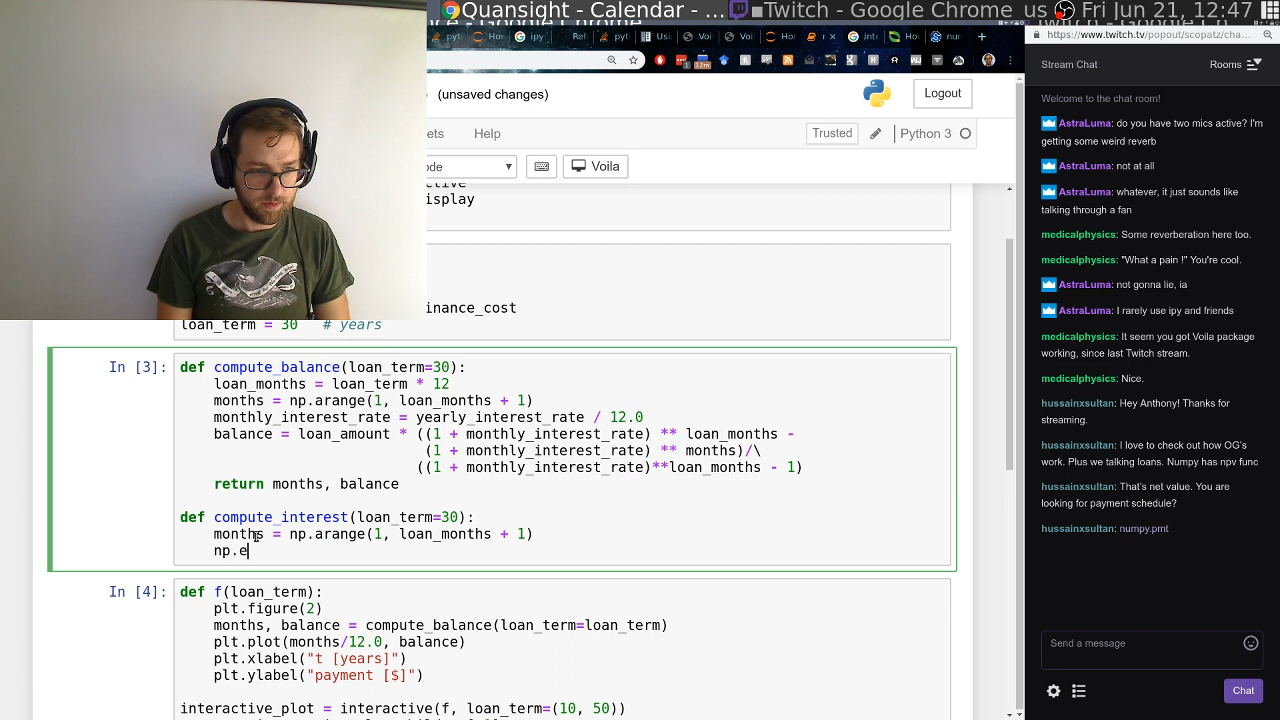 Quansight - Calendar - ...
Twitch - Google Chrome
us
Fri Jun 21, 12:47
https://www.twitch.tv/popout/scopatz/cha...
(unsaved changes)
Logout
Help
Trusted
Python 3
Voila
isplay
inance_cost
loan_term = 30   # years
In [3]:
def compute_balance(loan_term=30):
    loan_months = loan_term * 12
    months = np.arange(1, loan_months + 1)
    monthly_interest_rate = yearly_interest_rate / 12.0
    balance = loan_amount * ((1 + monthly_interest_rate) ** loan_months -
                             (1 + monthly_interest_rate) ** months)/\
                            ((1 + monthly_interest_rate)**loan_months - 1)
    return months, balance
def compute_interest(loan_term=30):
    months = np.arange(1, loan_months + 1)
    np.e
In [4]:
def f(loan_term):
    plt.figure(2)
    months, balance = compute_balance(loan_term=loan_term)
    plt.plot(months/12.0, balance)
    plt.xlabel("t [years]")
    plt.ylabel("payment [$]")
interactive_plot = interactive(f, loan_term=(10, 50))
Stream Chat
Rooms
Welcome to the chat room!
AstraLuma: do you have two mics active? I'm
getting some weird reverb
AstraLuma: not at all
AstraLuma: whatever, it just sounds like
talking through a fan
medicalphysics: Some reverberation here too.
medicalphysics: "What a pain !" You're cool.
AstraLuma: not gonna lie, ia
AstraLuma: I rarely use ipy and friends
medicalphysics: It seem you got Voila package
working, since last Twitch stream.
medicalphysics: Nice.
hussainxsultan: Hey Anthony! Thanks for
streaming.
hussainxsultan: I love to check out how OG's
work. Plus we talking loans. Numpy has npv func
hussainxsultan: That's net value. You are
looking for payment schedule?
hussainxsultan: numpy.pmt
Send a message
Chat